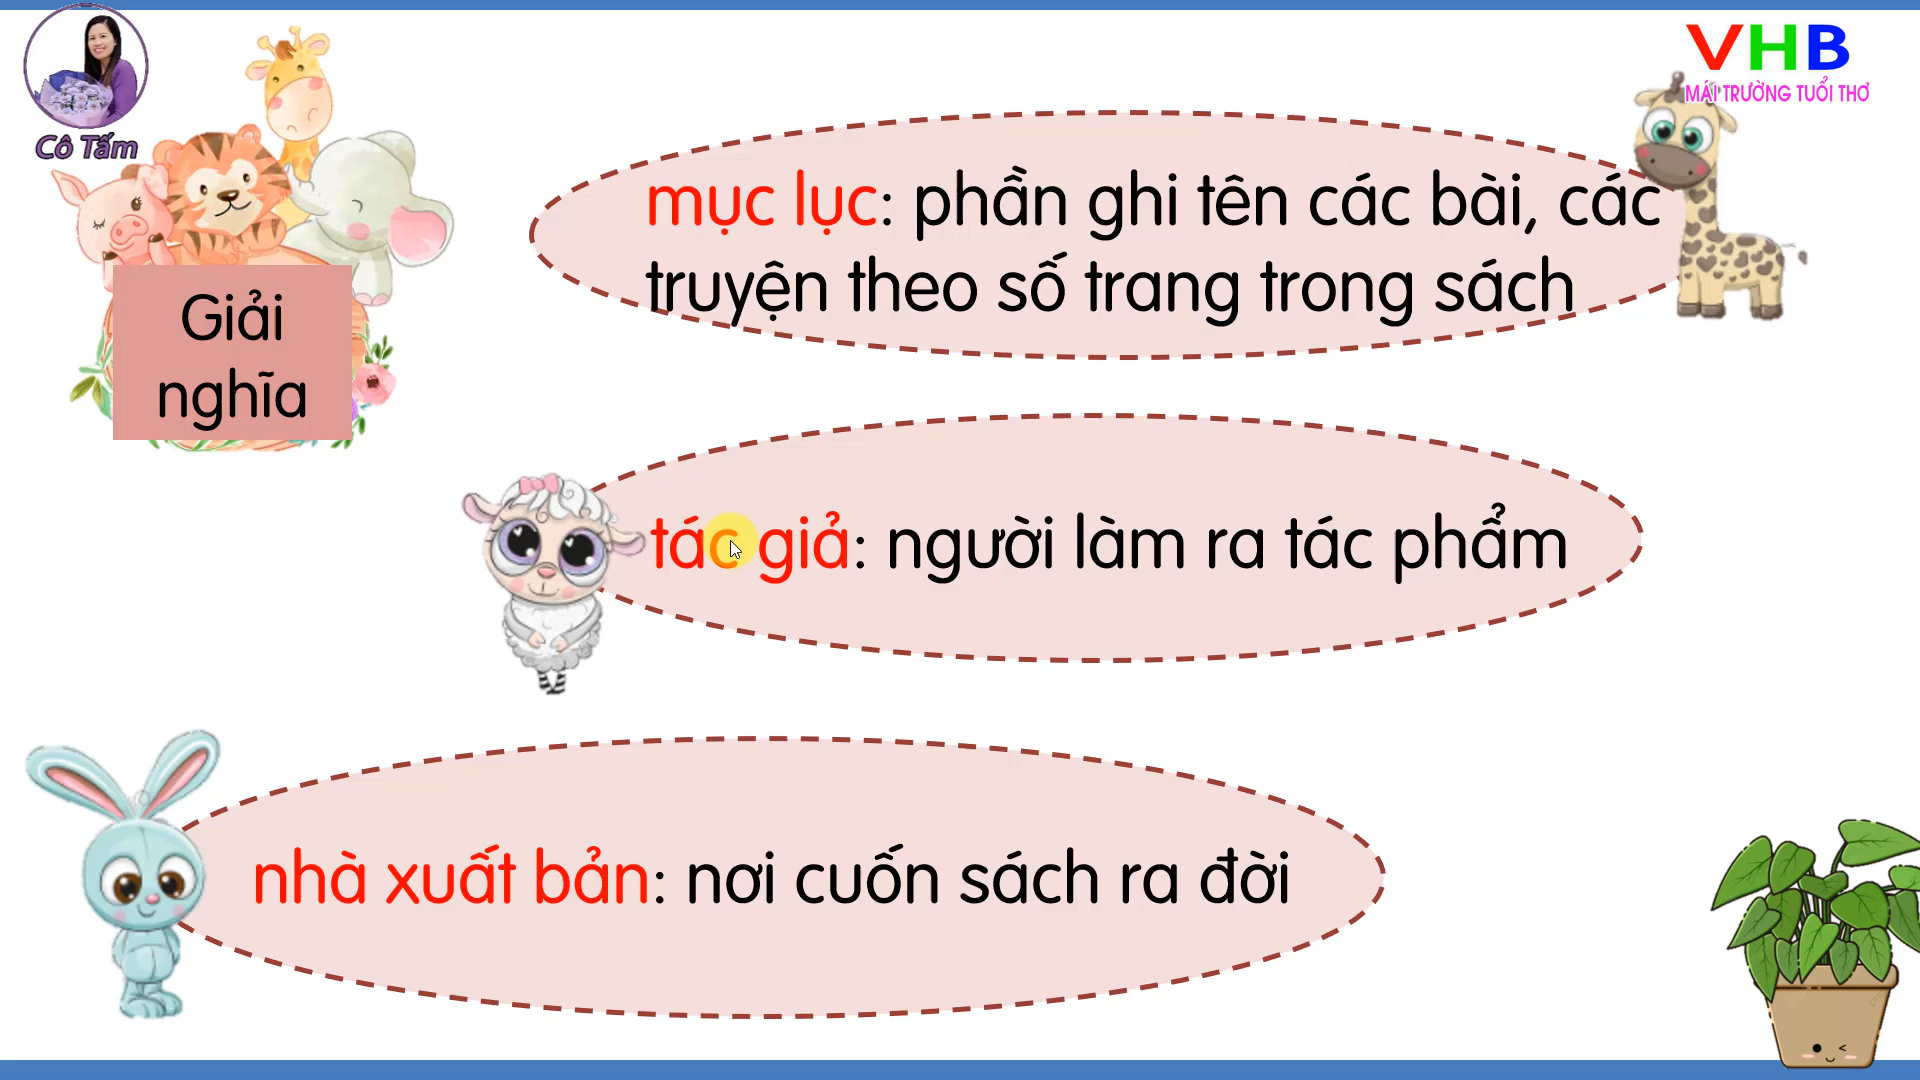 Cô Tấm
VHB
MÁI TRƯỜNG TUỔI THƠ
Giải
nghĩa
mục lục: phần ghi tên các bài, các
truyện theo số trang trong sách
tác giả: người làm ra tác phẩm
nhà xuất bản: nơi cuốn sách ra đời